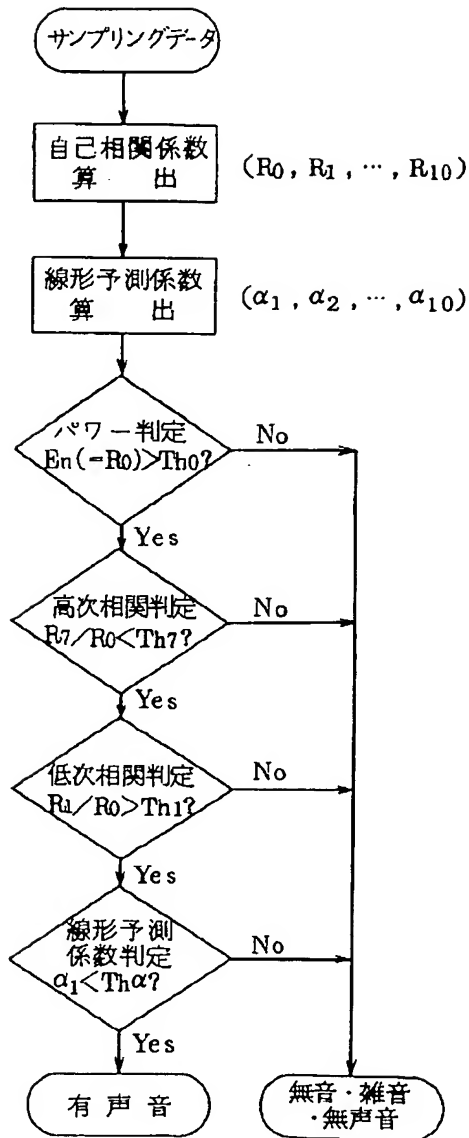 サンプリングデータ
自己相関係数
算 出
(R0, R1, …, R10)
線形予測係数
算 出
(α1, α2, …, α10)
パワー判定
En(=R0)>Th0?
No
Yes
高次相関判定
R7/R0<Th7?
No
Yes
低次相関判定
R1/R0>Th1?
No
Yes
線形予測
係数判定
α1<Thα?
No
Yes
有 声 音
無音・雑音
・無声音